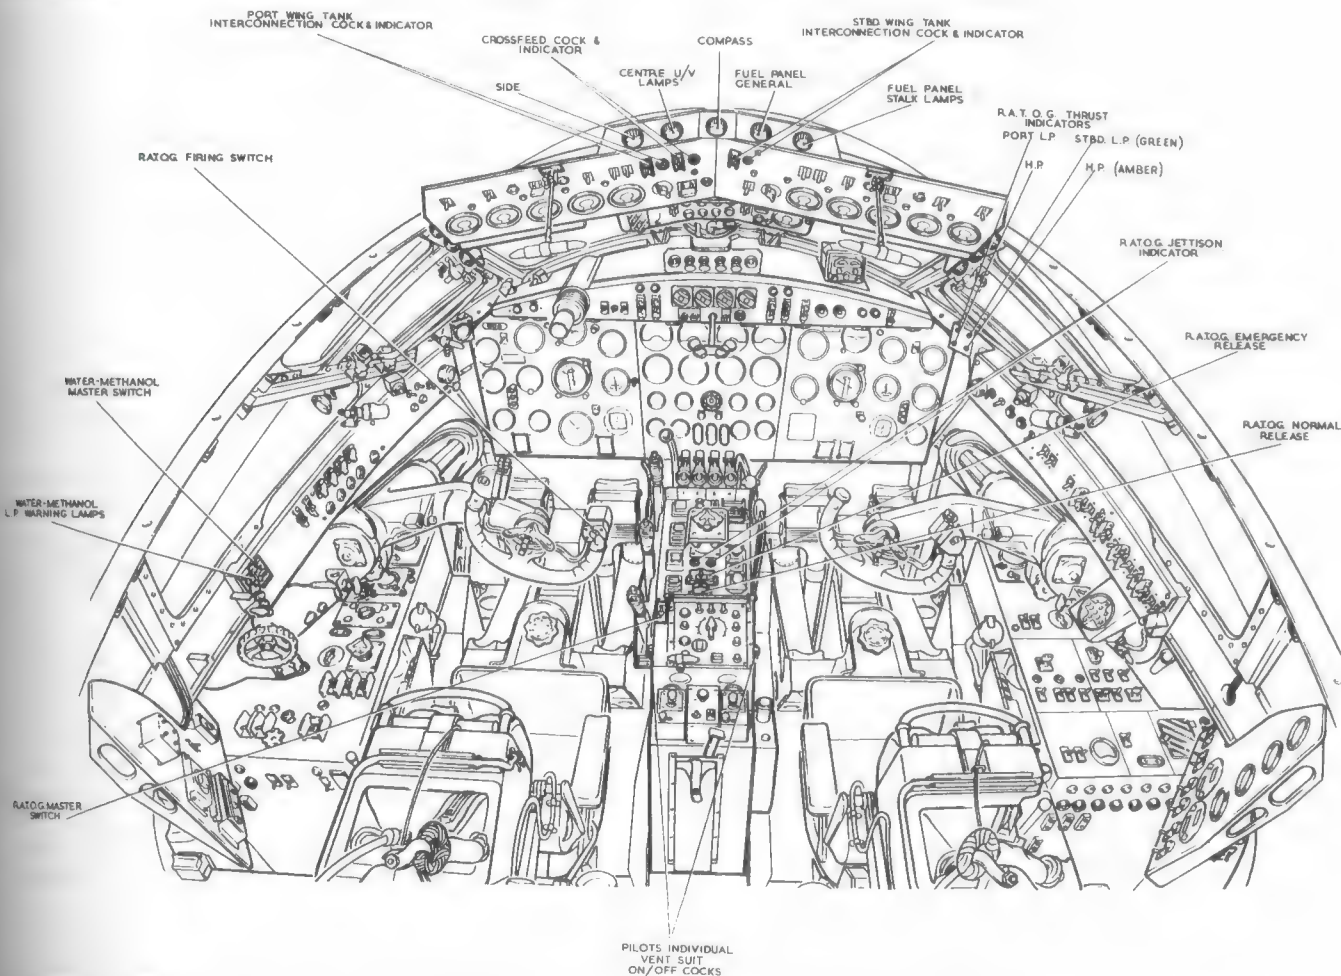 PORT WING TANK
INTERCONNECTION COCK & INDICATOR
STBD WING TANK
INTERCONNECTION COCK & INDICATOR
CROSSFEED COCK &
INDICATOR
COMPASS
CENTRE U/V
LAMPS
FUEL PANEL
GENERAL
SIDE
FUEL PANEL
STALK LAMPS
R.A.T.O.G. THRUST
INDICATORS
PORT L.P
STBD. L.P (GREEN)
H.P.
H.P (AMBER)
R.A.T.O.G. FIRING SWITCH
R.A.T.O.G. JETTISON
INDICATOR
R.A.T.O.G. EMERGENCY
RELEASE
WATER-METHANOL
MASTER SWITCH
R.A.T.O.G. NORMAL
RELEASE
WATER-METHANOL
L.P. WARNING LAMPS
R.A.T.O.G. MASTER
SWITCH
PILOTS INDIVIDUAL
VENT SUIT
ON/OFF COCKS